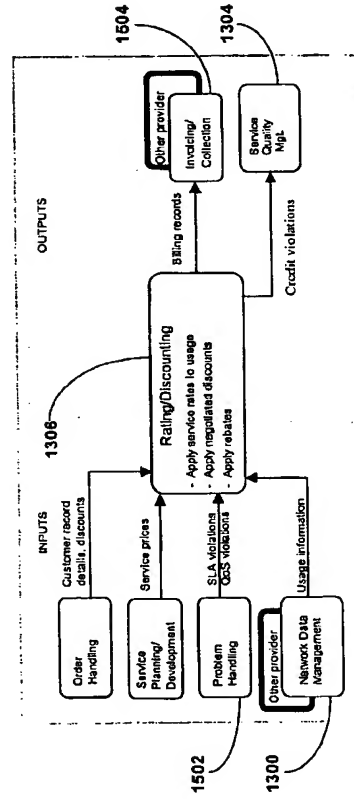 INPUTS
OUTPUTS
1306
1504
1304
1502
1300
Order
Handling
Customer record
details, discounts
Service
Planning/
Development
Service prices
Problem
Handling
SLA violations
QoS violations
Other provider
Network Data
Management
Usage information
Rating/Discounting
- Apply service rates to usage
- Apply negotiated discounts
- Apply rebates
Billing records
Other provider
Invoicing/
Collection
Credit violations
Service
Quality
Mgt.